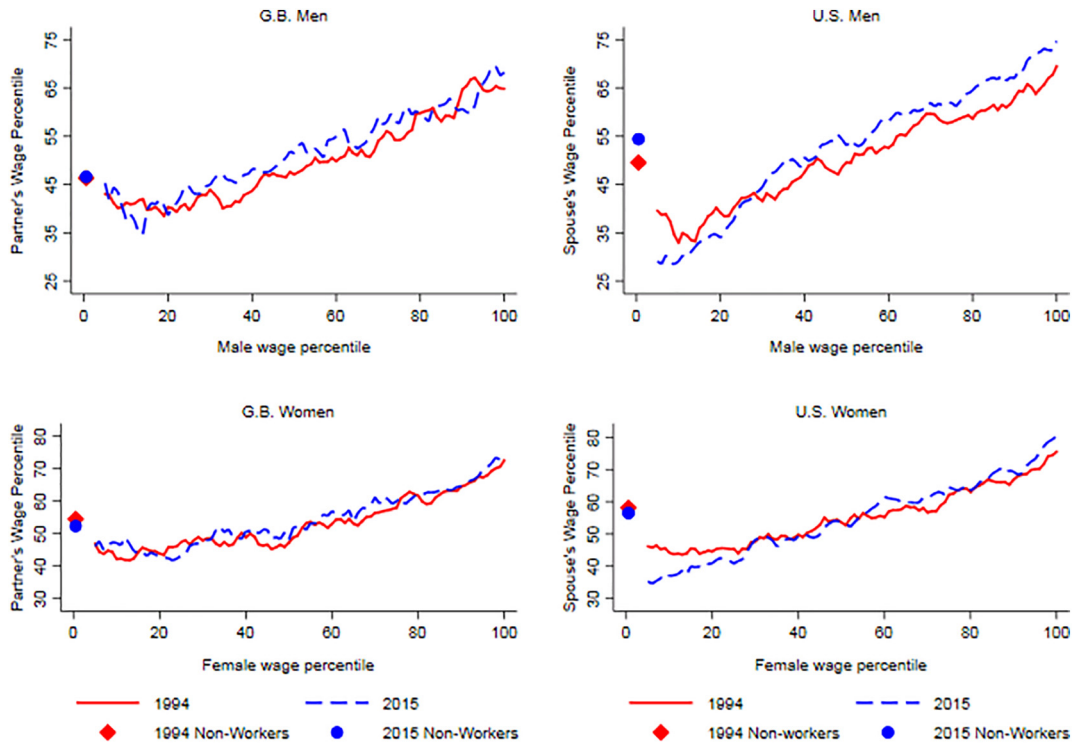 G.B. Men
Partner's Wage Percentile
75
65
55
45
35
25
0 20 40 60 80 100
Male wage percentile
U.S. Men
Spouse's Wage Percentile
75
65
55
45
35
25
0 20 40 60 80 100
Male wage percentile
G.B. Women
Partner's Wage Percentile
80
70
60
50
40
30
0 20 40 60 80 100
Female wage percentile
1994 2015
1994 Non-Workers 2015 Non-Workers
U.S. Women
Spouse's Wage Percentile
80
70
60
50
40
30
0 20 40 60 80 100
Female wage percentile
1994 2015
1994 Non-workers 2015 Non-Workers